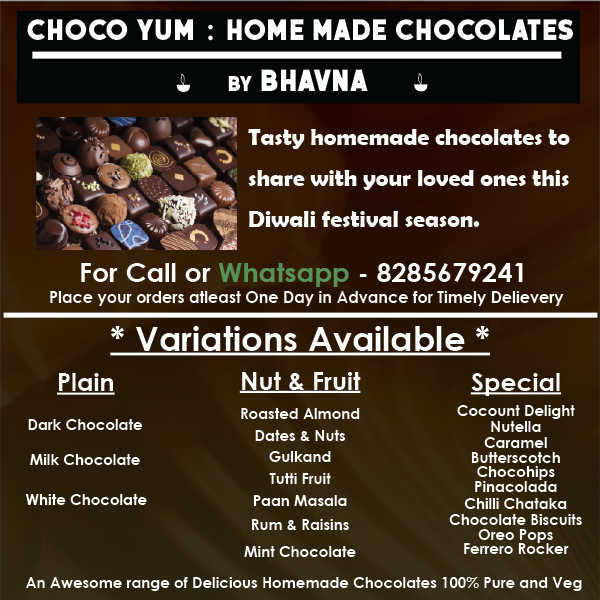 CHOCO YUM : HOME MADE CHOCOLATES
BY BHAVNA
Tasty homemade chocolates to
share with your loved ones this
Diwali festival season.
For Call or Whatsapp - 8285679241
Place your orders atleast One Day in Advance for Timely Delievery
* Variations Available *
Plain
Dark Chocolate
Milk Chocolate
White Chocolate
Nut & Fruit
Roasted Almond
Dates & Nuts
Gulkand
Tutti Fruit
Paan Masala
Rum & Raisins
Mint Chocolate
Special
Cocount Delight
Nutella
Caramel
Butterscotch
Chocohips
Pinacolada
Chilli Chataka
Chocolate Biscuits
Oreo Pops
Ferrero Rocker
An Awesome range of Delicious Homemade Chocolates 100% Pure and Veg